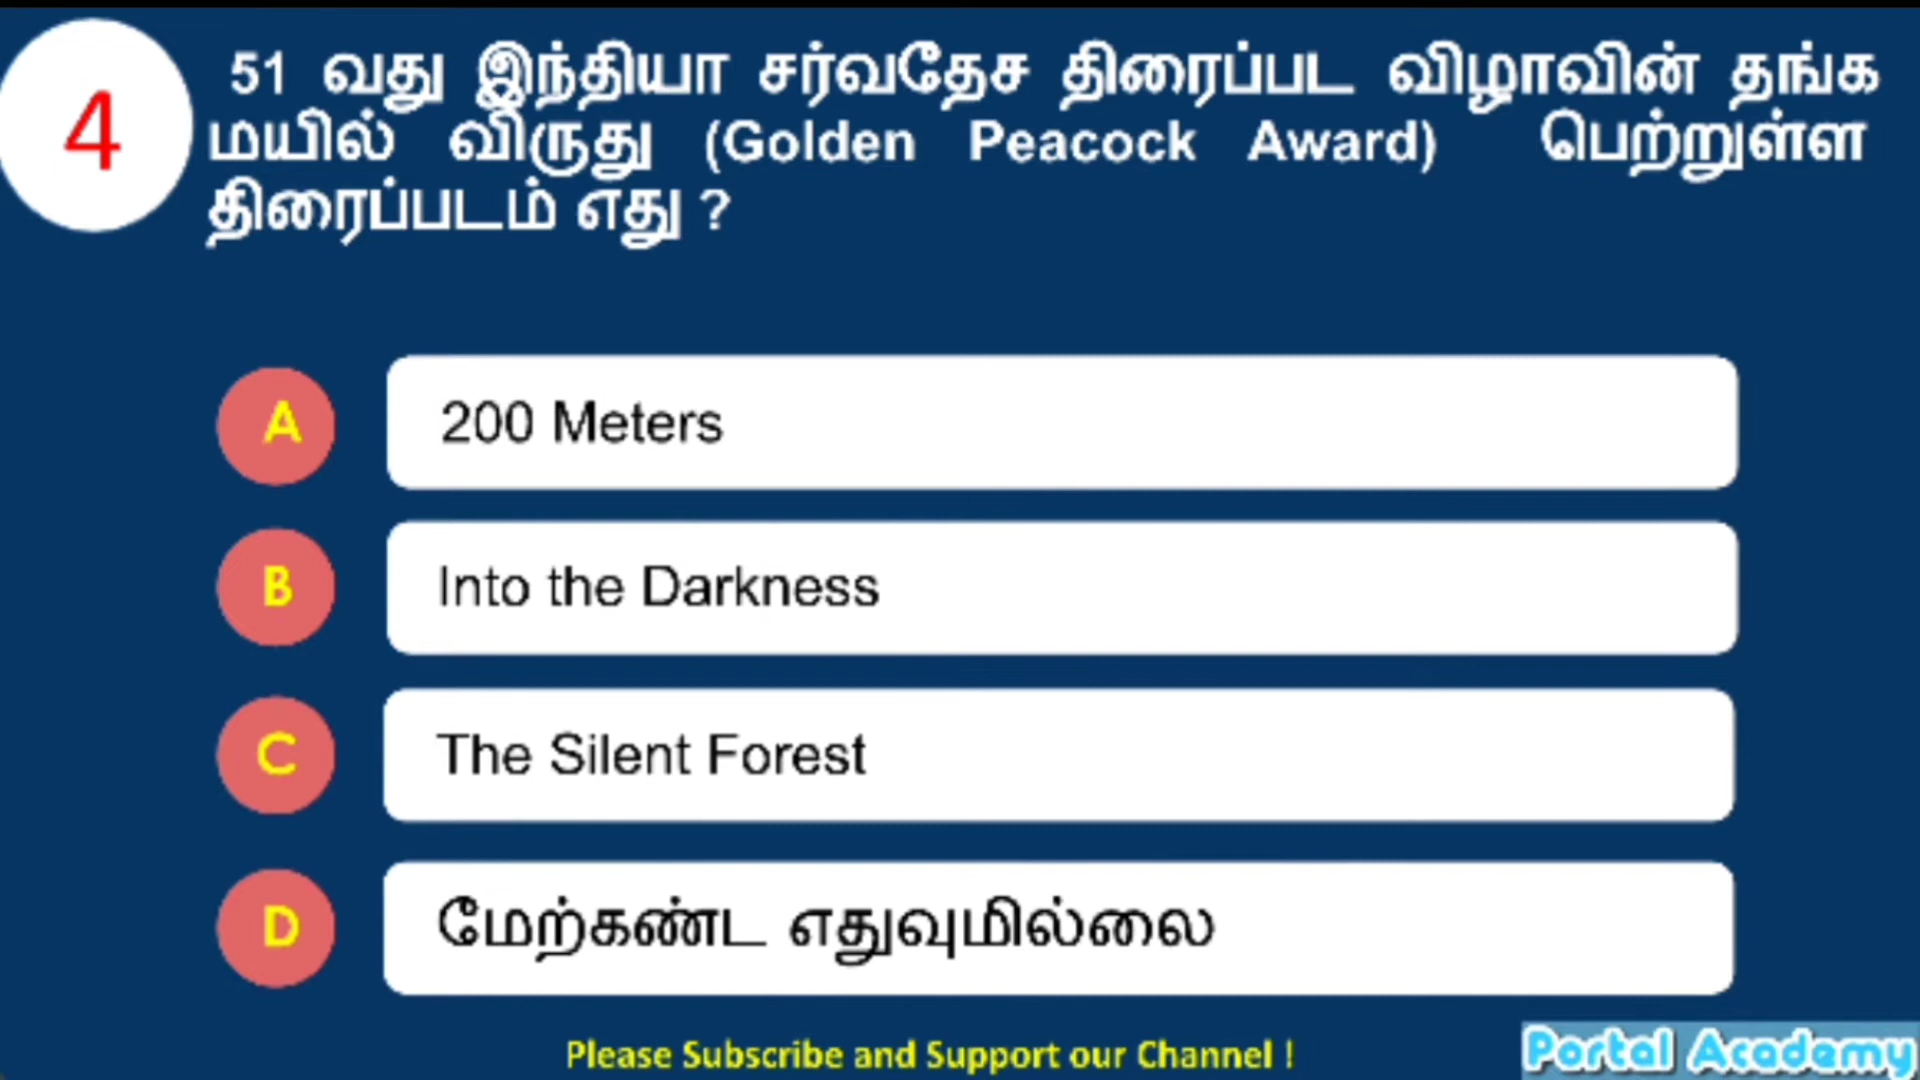 4
51 வது இந்தியா சர்வதேச திரைப்பட விழாவின் தங்க
மயில் விருது (Golden Peacock Award) பெற்றுள்ள
திரைப்படம் எது ?
A 200 Meters
B Into the Darkness
C The Silent Forest
D மேற்கண்ட எதுவுமில்லை
Please Subscribe and Support our Channel !
Portal Academy